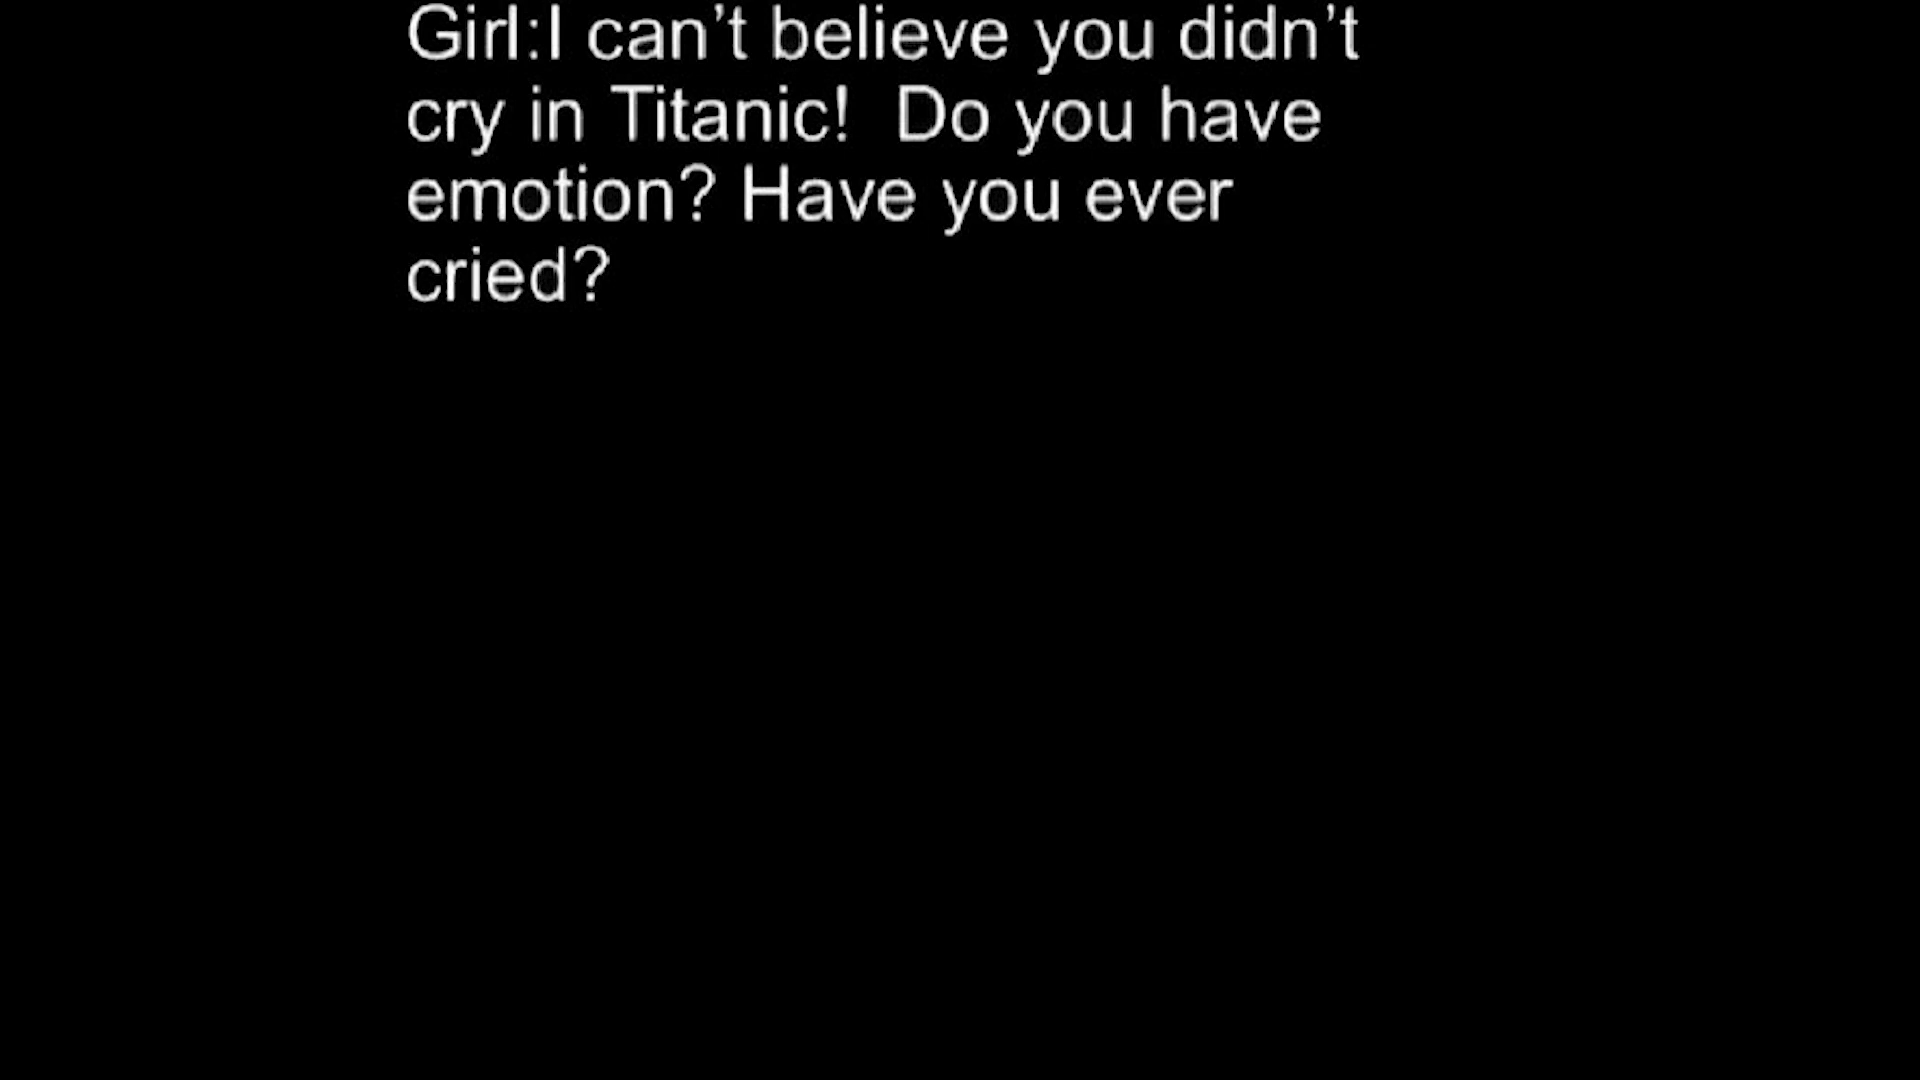 Girl:I can’t believe you didn’t
cry in Titanic!  Do you have
emotion? Have you ever
cried?